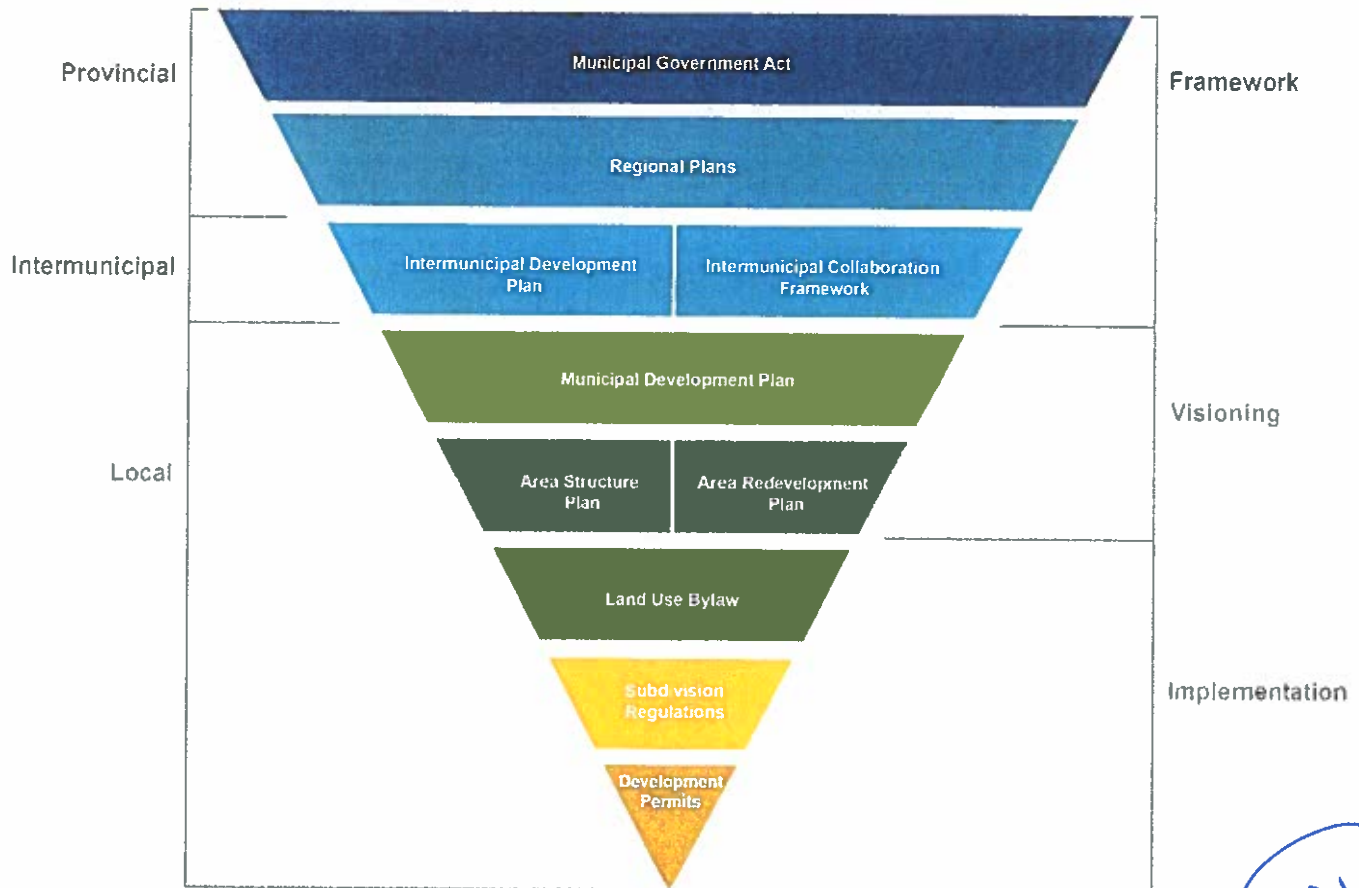 Provincial
Municipal Government Act
Framework
Regional Plans
Intermunicipal
Intermunicipal Development
Plan
Intermunicipal Collaboration
Framework
Municipal Development Plan
Visioning
Local
Area Structure
Plan
Area Redevelopment
Plan
Land Use Bylaw
Subdivision
Regulations
Implementation
Development
Permits